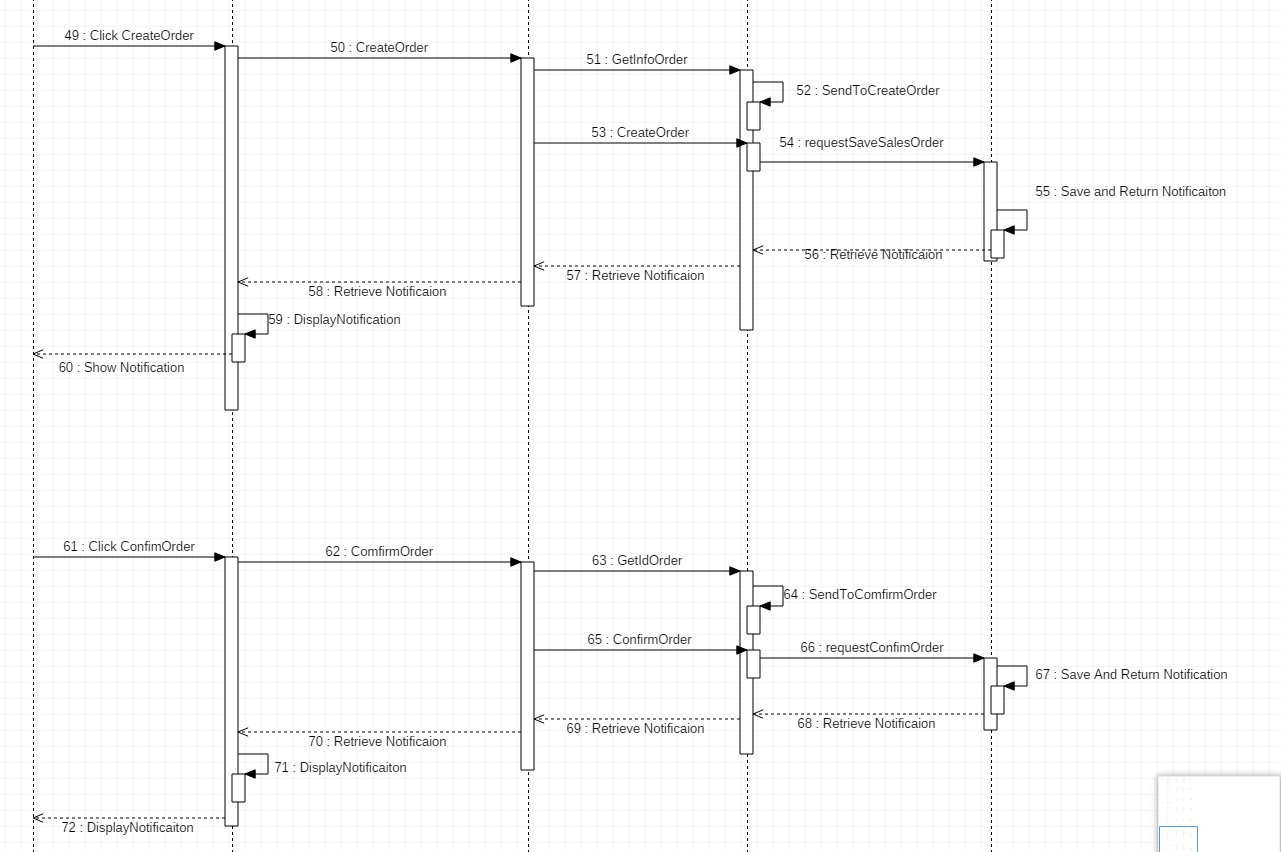 49 : Click CreateOrder
50 : CreateOrder
51 : GetInfoOrder
52 : SendToCreateOrder
53 : CreateOrder
54 : requestSaveSalesOrder
55 : Save and Return Notificaiton
56 : Retrieve Notificaion
57 : Retrieve Notificaion
58 : Retrieve Notificaion
59 : DisplayNotification
60 : Show Notification
61 : Click ConfimOrder
62 : ComfirmOrder
63 : GetIdOrder
64 : SendToComfirmOrder
65 : ConfirmOrder
66 : requestConfimOrder
67 : Save And Return Notification
68 : Retrieve Notificaion
69 : Retrieve Notificaion
70 : Retrieve Notificaion
71 : DisplayNotificaiton
72 : DisplayNotificaiton